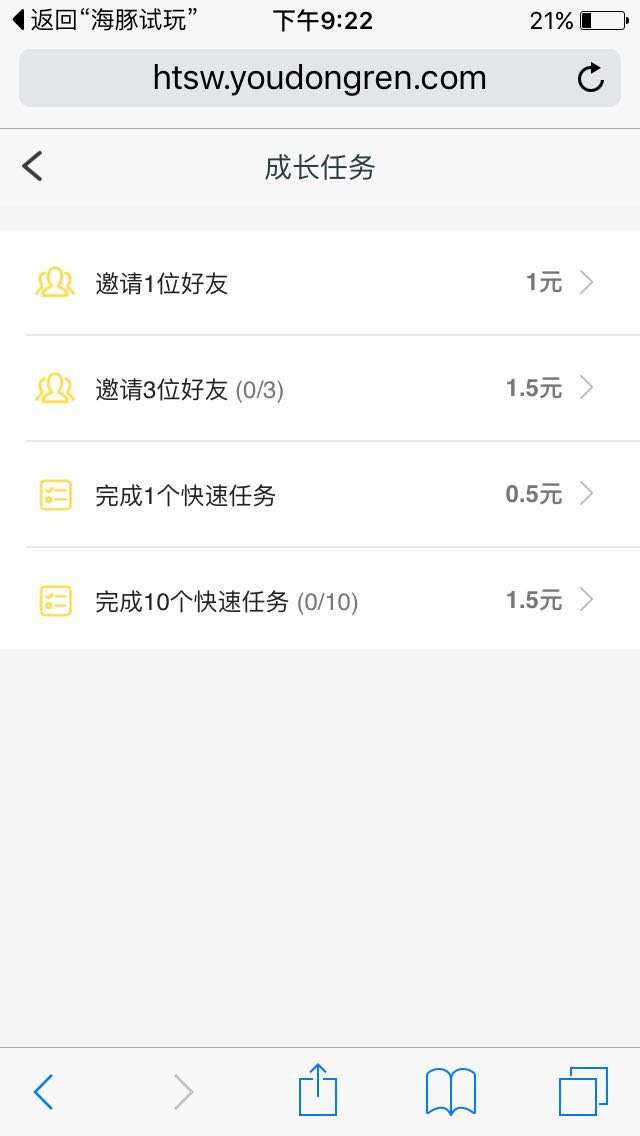 返回“海豚试玩” 下午9:22 21%
htsw.youdongren.com
成长任务
邀请1位好友 1元
邀请3位好友 (0/3) 1.5元
完成1个快速任务 0.5元
完成10个快速任务 (0/10) 1.5元